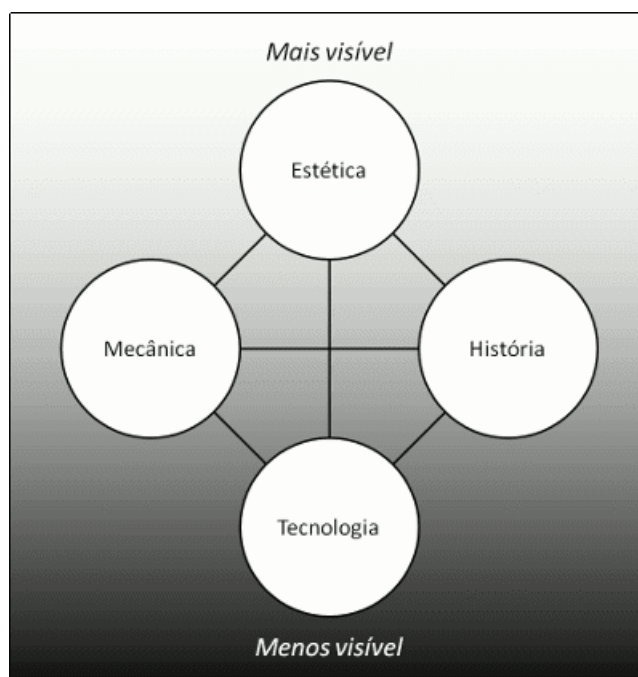 Mais visível
Estética
Mecânica
História
Tecnologia
Menos visível